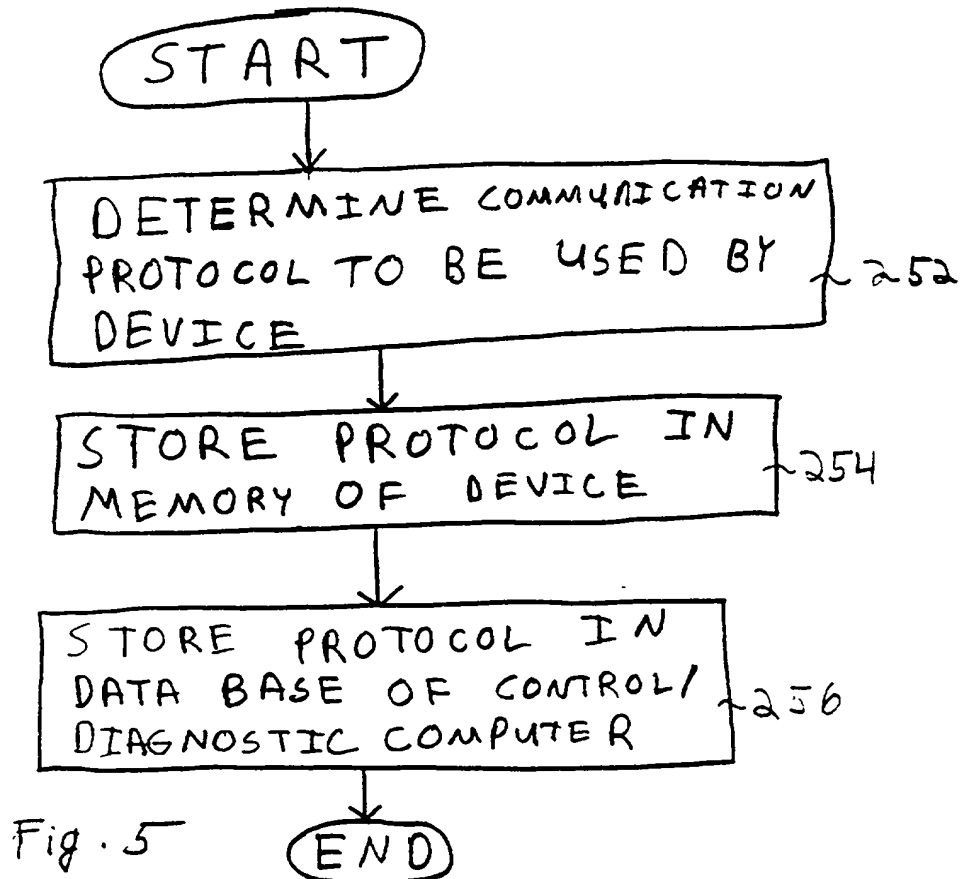 START
DETERMINE COMMUNICATION
PROTOCOL TO BE USED BY
DEVICE
252
STORE PROTOCOL IN
MEMORY OF DEVICE
254
STORE PROTOCOL IN
DATA BASE OF CONTROL/
DIAGNOSTIC COMPUTER
256
END
Fig. 5